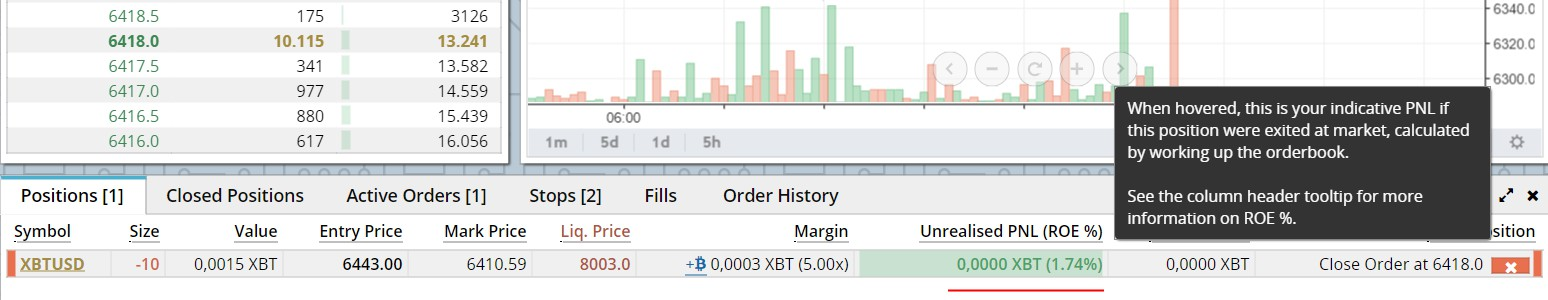 6418.5 175 3126
6418.0 10.115 13.241
6417.5 341 13.582
6417.0 977 14.559
6416.5 880 15.439
6416.0 617 16.056
6340.0
6320.0
6300.0
06:00
1m 5d 1d 5h
When hovered, this is your indicative PNL if
this position were exited at market, calculated
by working up the orderbook.
See the column header tooltip for more
information on ROE %.
Positions [1] Closed Positions Active Orders [1] Stops [2] Fills Order History
Symbol Size Value Entry Price Mark Price Liq. Price Margin Unrealised PNL (ROE %)
XBTUSD -10 0,0015 XBT 6443.00 6410.59 8003.0 +₿ 0,0003 XBT (5.00x) 0,0000 XBT (1.74%) 0,0000 XBT Close Order at 6418.0